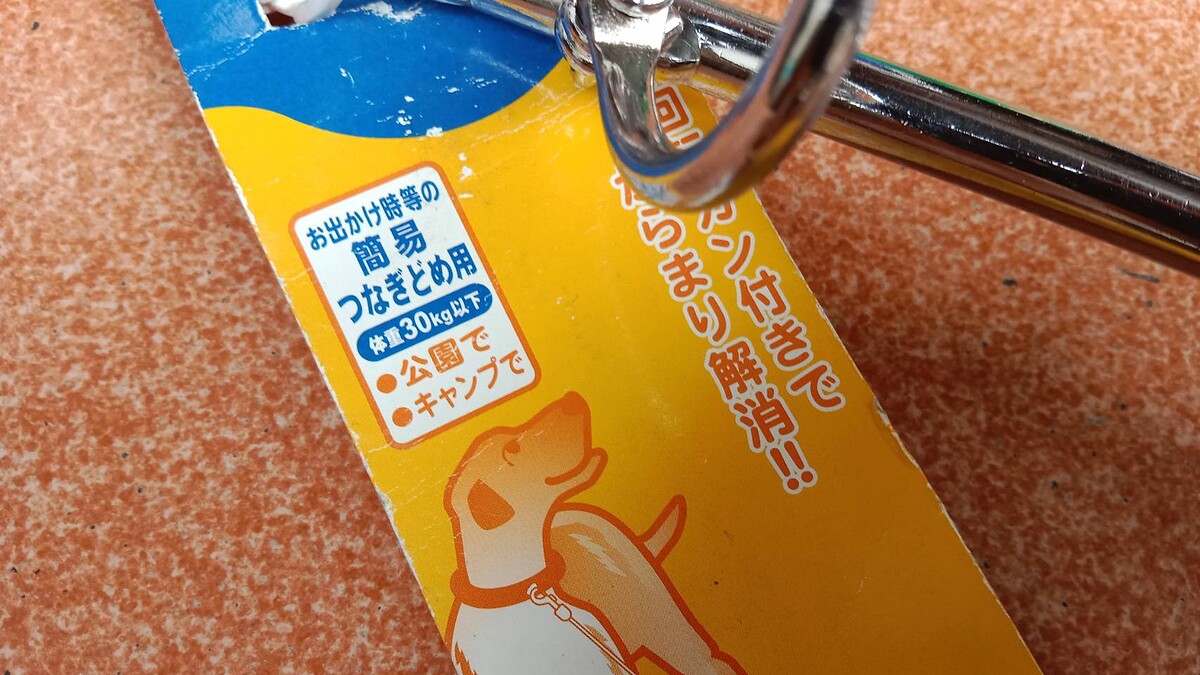 お出かけ時等の
簡易
つなぎどめ用
体重30kg以下
●公園で
●キャンプで
回
カン付きで
からまり解消!!